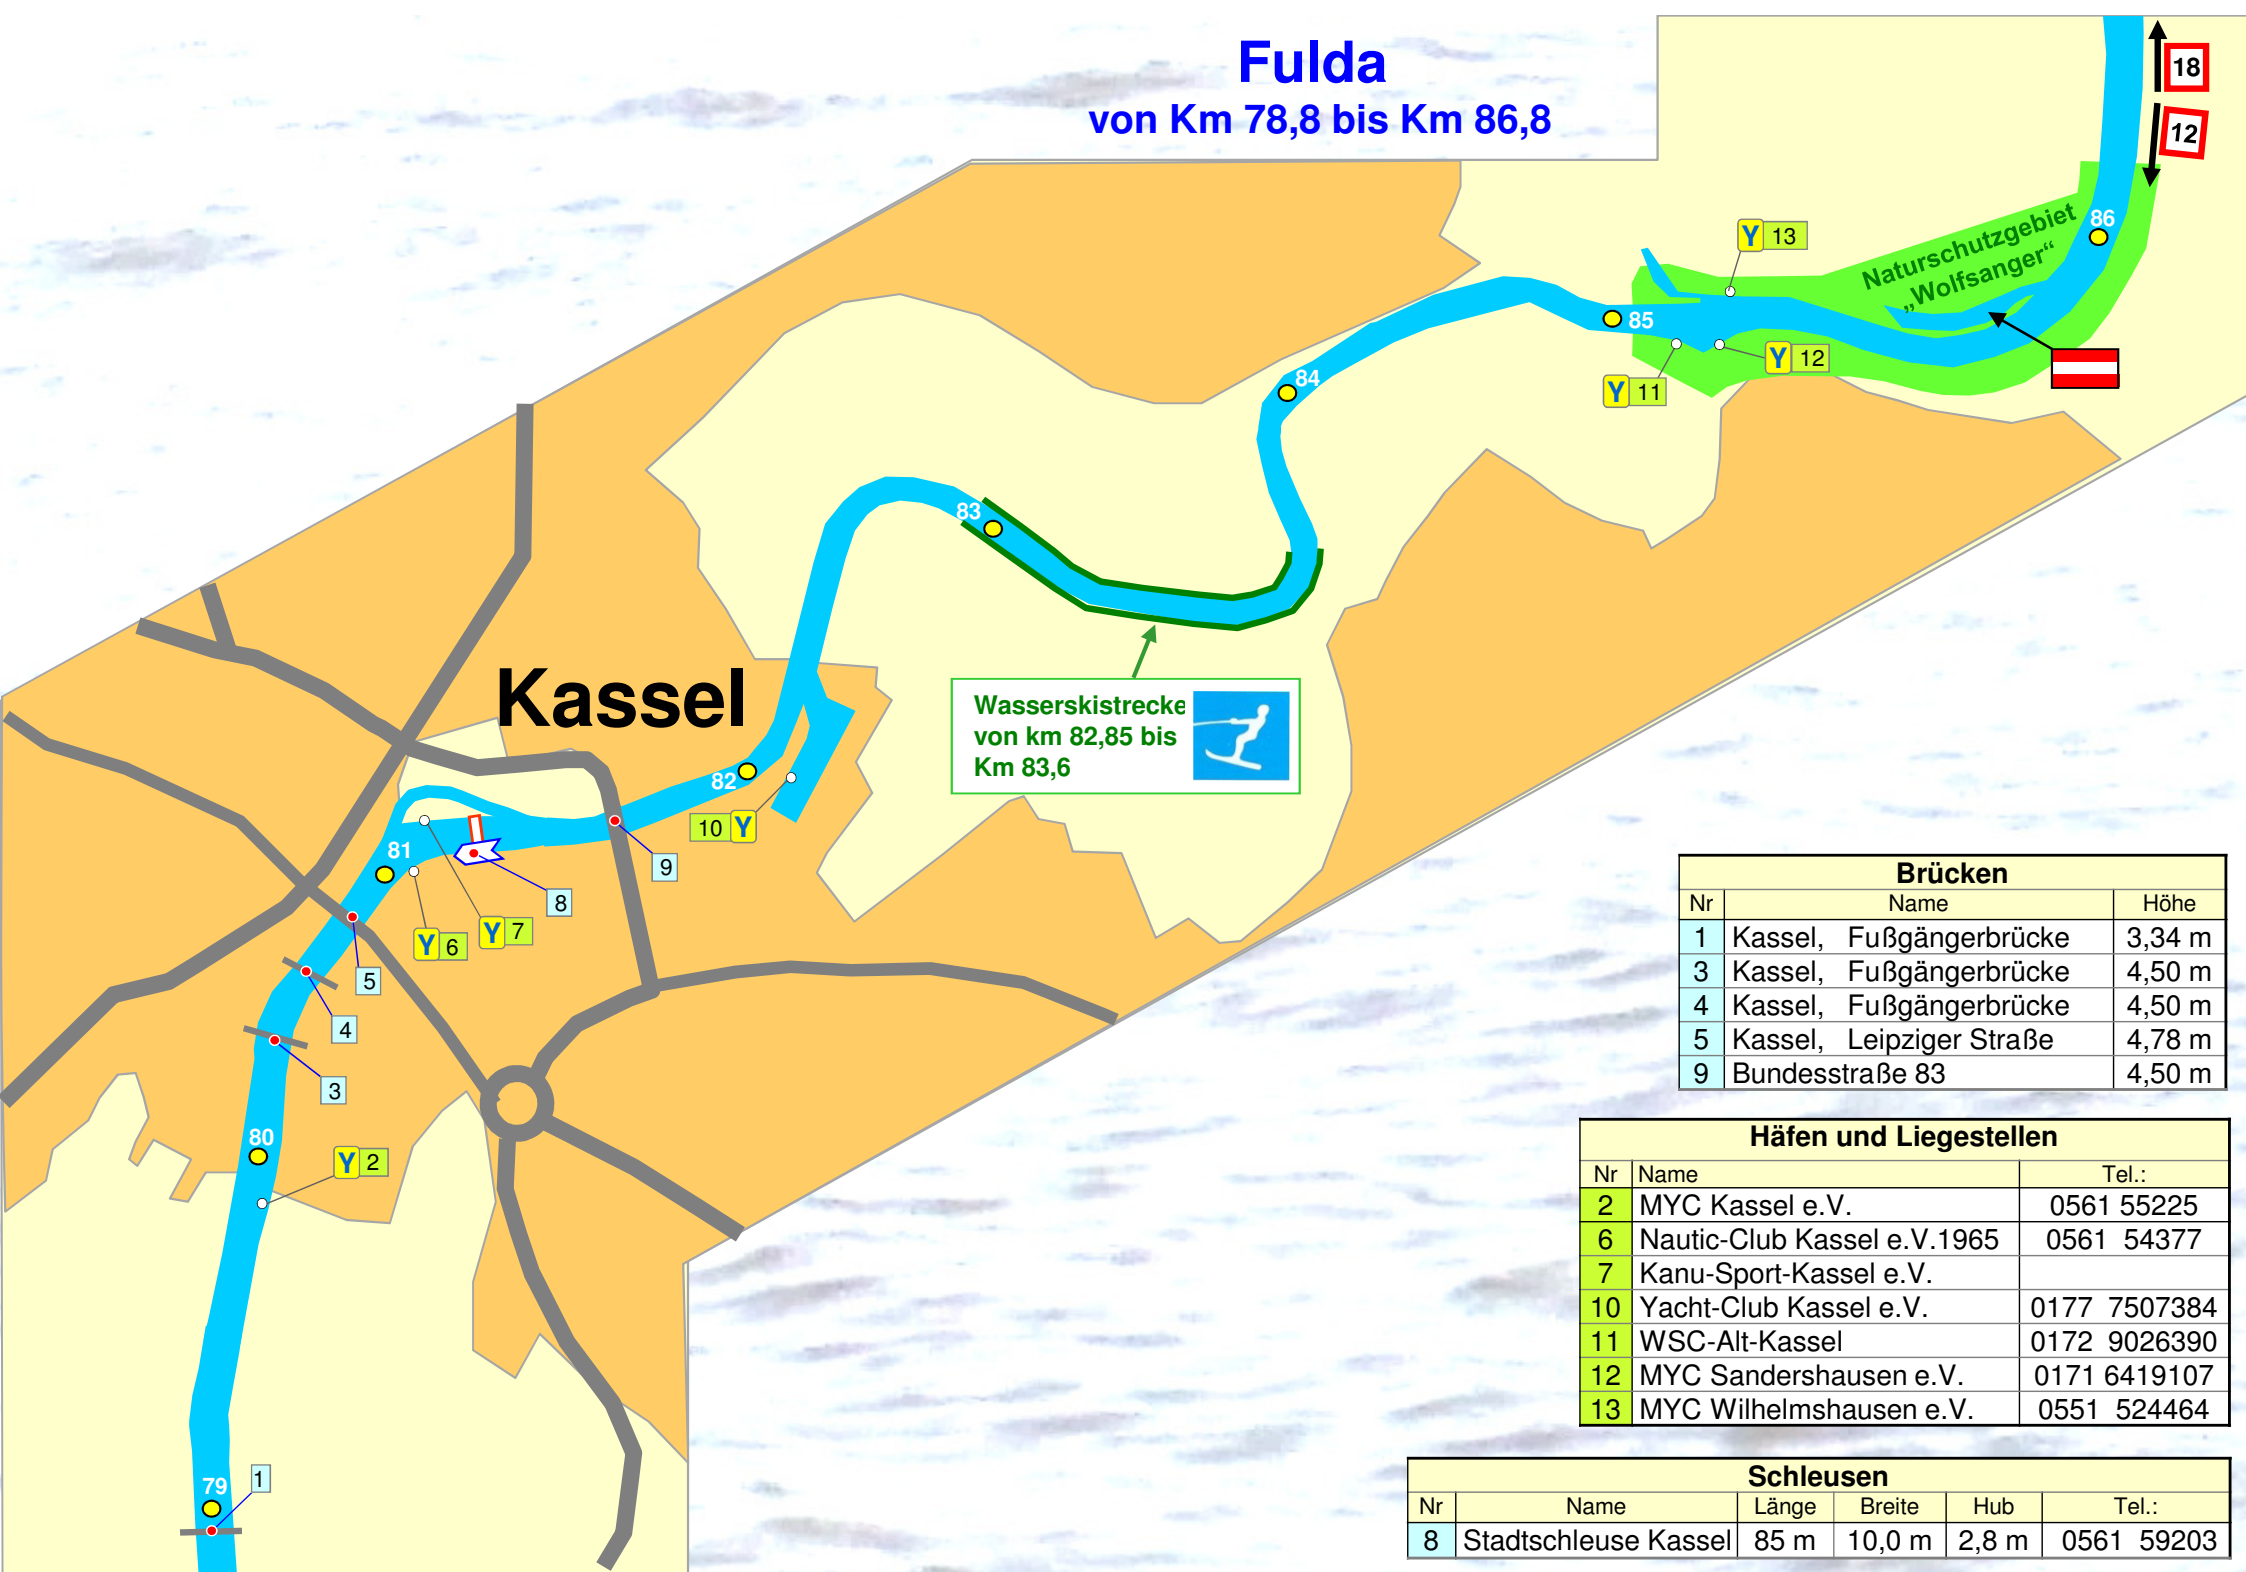 Fulda
von Km 78,8 bis Km 86,8
18
12
86
Naturschutzgebiet
„Wolfsanger“
Y 13
85
Y 12
Y 11
84
83
Kassel
Wasserskistrecke
von km 82,85 bis
Km 83,6
82
10 Y
81
9
8
Y 7
Y 6
5
4
3
80
Y 2
79
1
Brücken
Nr Name Höhe
1 Kassel, Fußgängerbrücke 3,34 m
3 Kassel, Fußgängerbrücke 4,50 m
4 Kassel, Fußgängerbrücke 4,50 m
5 Kassel, Leipziger Straße 4,78 m
9 Bundesstraße 83 4,50 m
Häfen und Liegestellen
Nr Name Tel.:
2 MYC Kassel e.V. 0561 55225
6 Nautic-Club Kassel e.V.1965 0561 54377
7 Kanu-Sport-Kassel e.V.
10 Yacht-Club Kassel e.V. 0177 7507384
11 WSC-Alt-Kassel 0172 9026390
12 MYC Sandershausen e.V. 0171 6419107
13 MYC Wilhelmshausen e.V. 0551 524464
Schleusen
Nr Name Länge Breite Hub Tel.:
8 Stadtschleuse Kassel 85 m 10,0 m 2,8 m 0561 59203